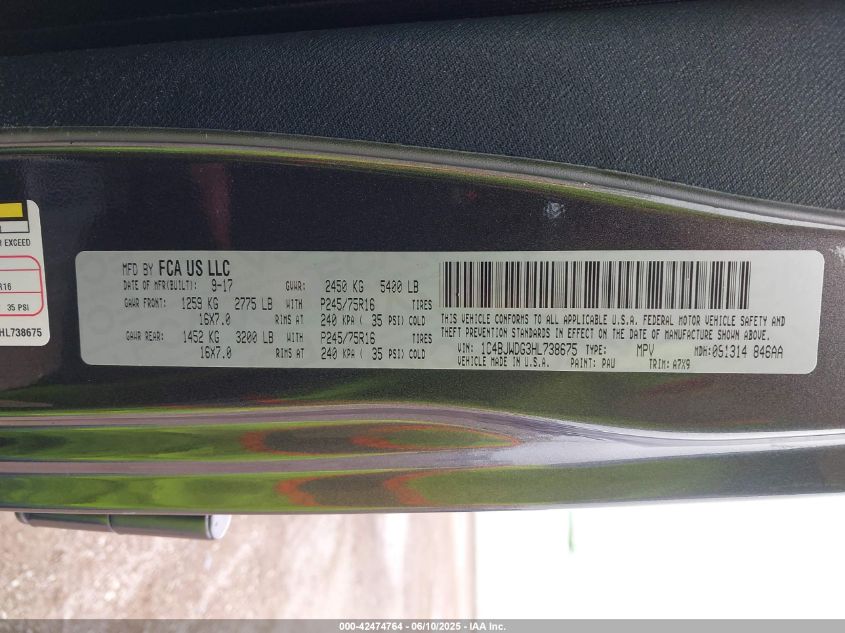 R EXCEED
R16
35 PSI
HL738675
MFD BY FCA US LLC
DATE OF MFR(BUILT): 9-17 GVWR: 2450 KG 5400 LB
GAWR FRONT: 1259 KG 2775 LB WITH P245/75R16 TIRES
16X7.0 RIMS AT 240 KPA ( 35 PSI) COLD
GAWR REAR: 1452 KG 3200 LB WITH P245/75R16 TIRES
16X7.0 RIMS AT 240 KPA ( 35 PSI) COLD
THIS VEHICLE CONFORMS TO ALL APPLICABLE U.S.A. FEDERAL MOTOR VEHICLE SAFETY AND
THEFT PREVENTION STANDARDS IN EFFECT ON THE DATE OF MANUFACTURE SHOWN ABOVE.
VIN: 1C4BJWDG3HL738675 TYPE: MPV MDH: 051314 846AA
VEHICLE MADE IN U.S.A. PAINT: PAU TRIM: A7X9
000-42474764 - 06/10/2025 - IAA Inc.